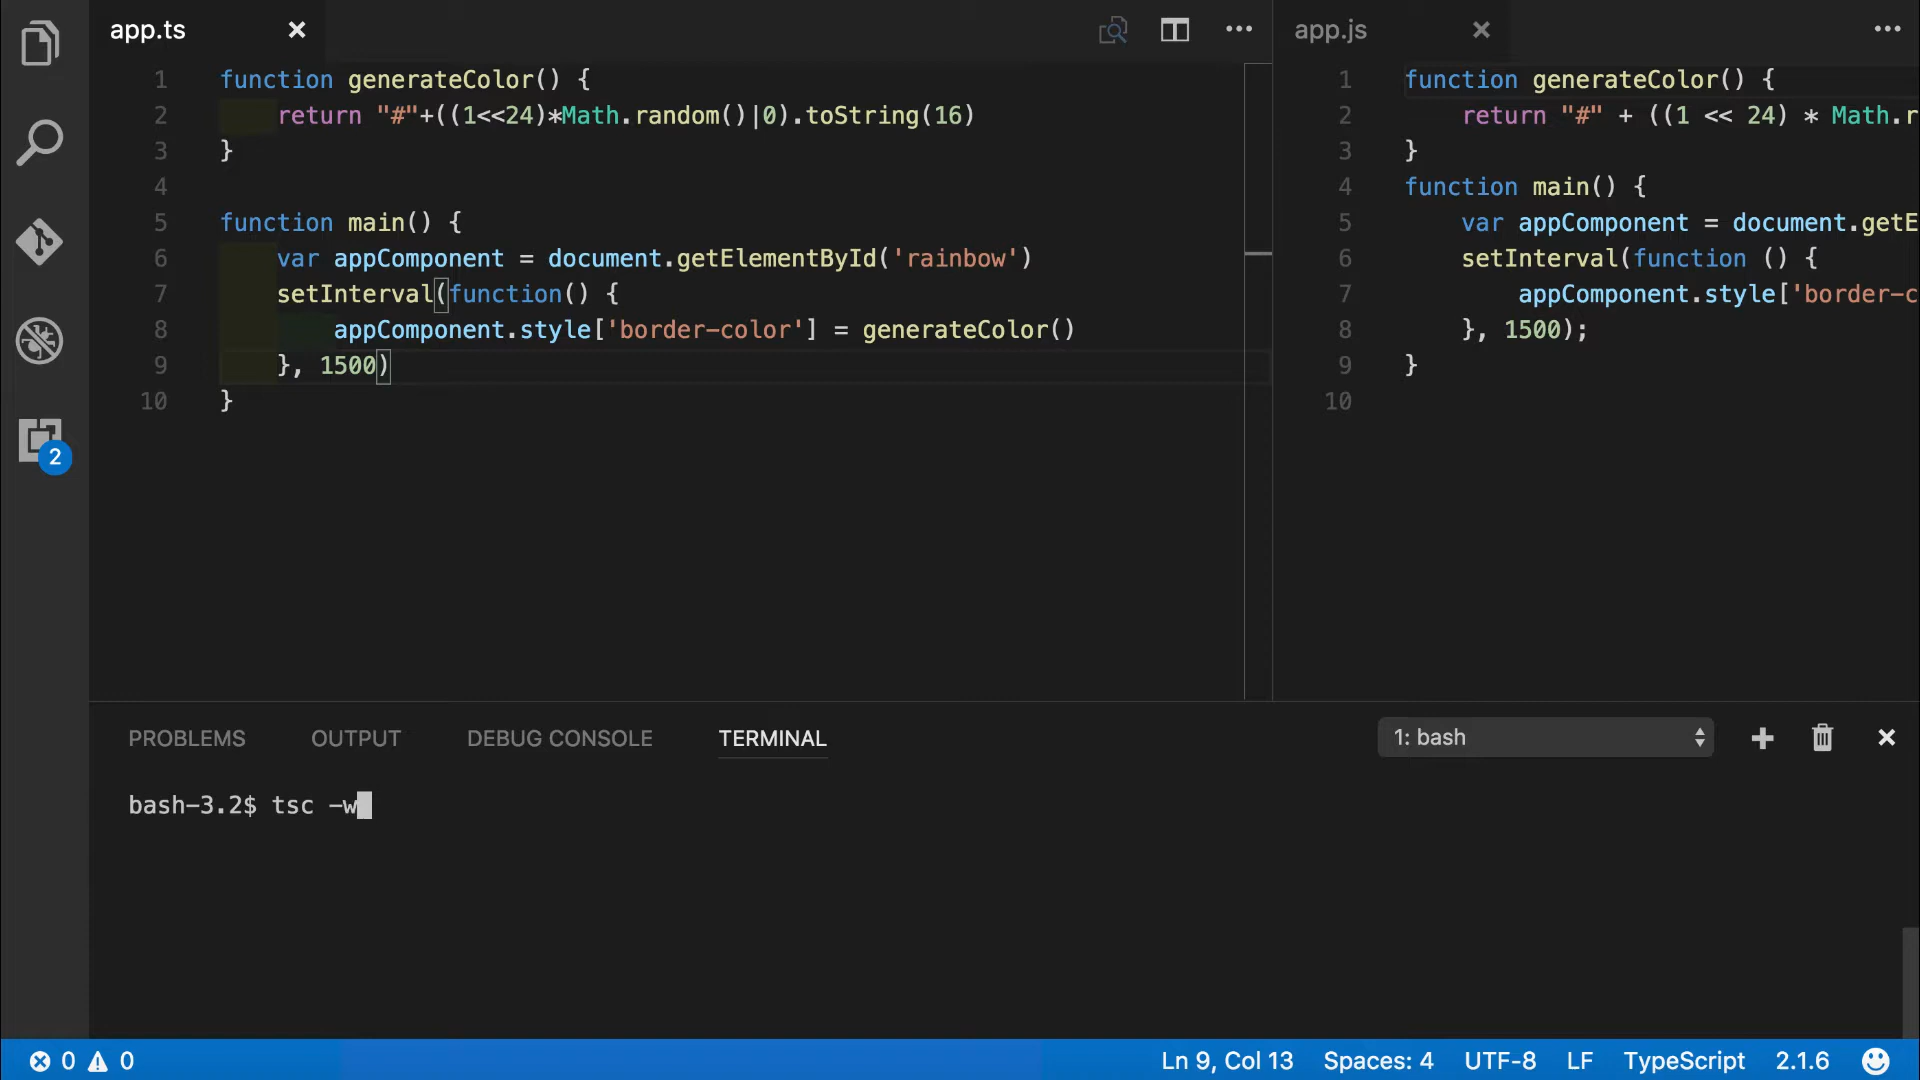 app.ts
1 function generateColor() {
2 return "#"+((1<<24)*Math.random()|0).toString(16)
3 }
4
5 function main() {
6 var appComponent = document.getElementById('rainbow')
7 setInterval(function() {
8 appComponent.style['border-color'] = generateColor()
9 }, 1500)
10 }
app.js
1 function generateColor() {
2 return "#" + ((1 << 24) * Math.r
3 }
4 function main() {
5 var appComponent = document.getE
6 setInterval(function () {
7 appComponent.style['border-c
8 }, 1500);
9 }
10
2
PROBLEMS OUTPUT DEBUG CONSOLE TERMINAL 1: bash
bash-3.2$ tsc -w
0 0 Ln 9, Col 13 Spaces: 4 UTF-8 LF TypeScript 2.1.6